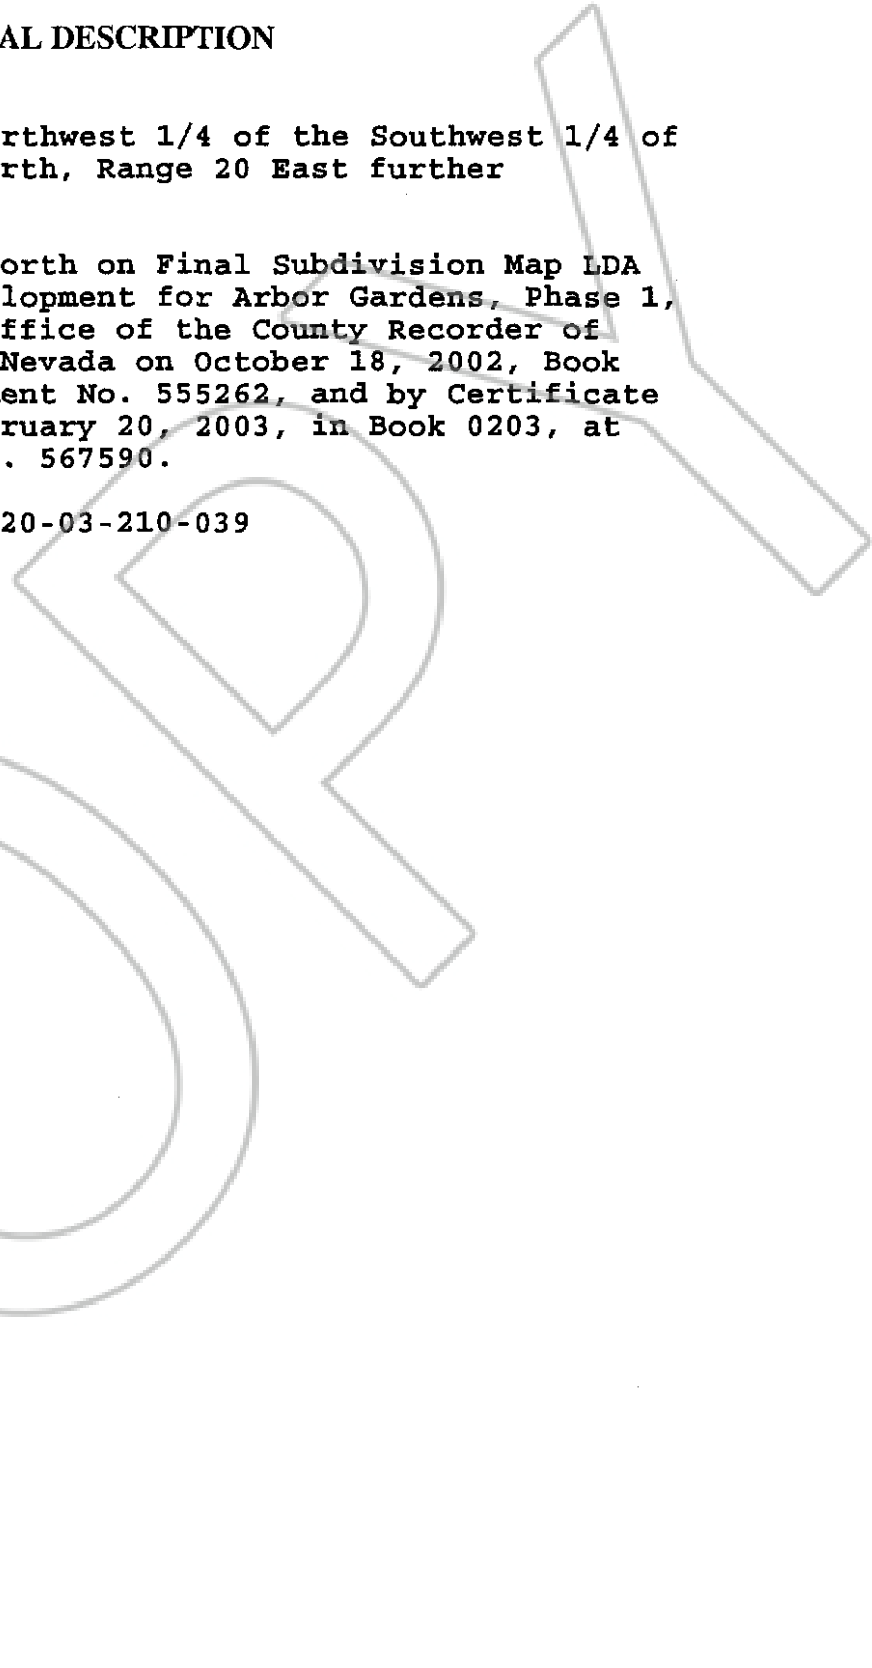 AL DESCRIPTION
rthwest 1/4 of the Southwest 1/4 of
rth, Range 20 East further
orth on Final Subdivision Map LDA
lopment for Arbor Gardens, Phase 1,
ffice of the County Recorder of
Nevada on October 18, 2002, Book
ent No. 555262, and by Certificate
ruary 20, 2003, in Book 0203, at
. 567590.
20-03-210-039
OPY